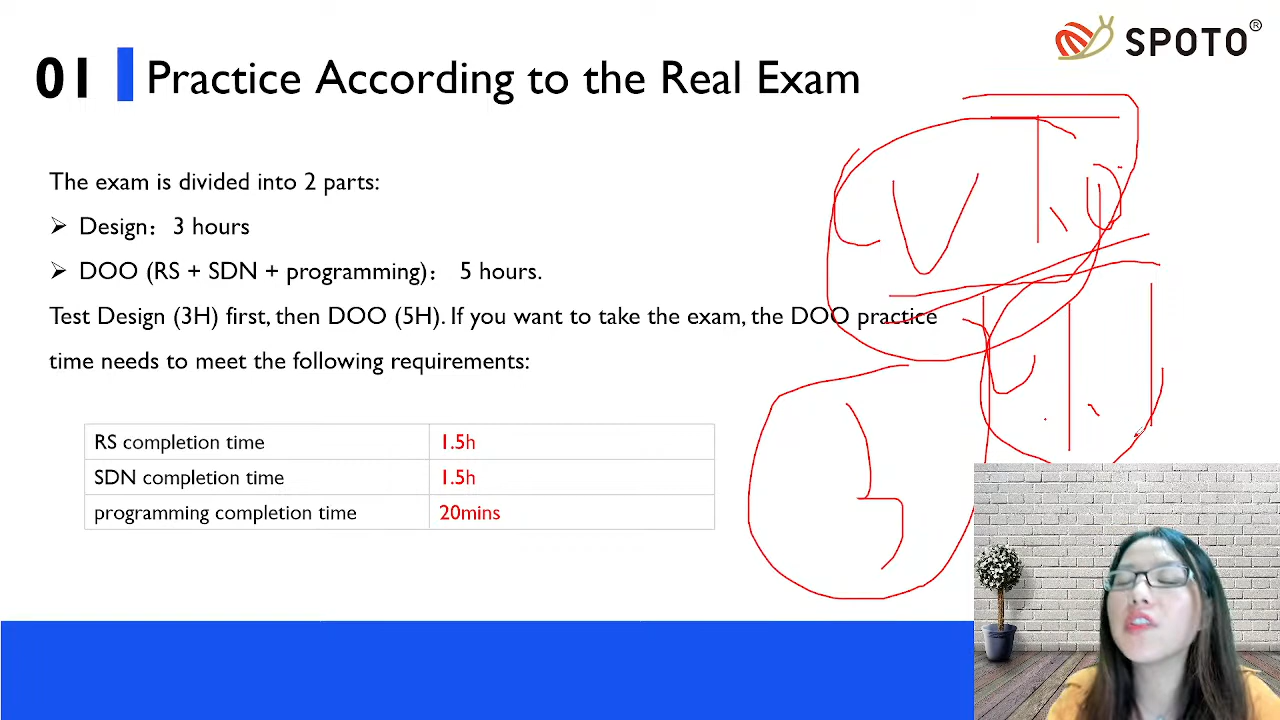 SPOTO®
01 Practice According to the Real Exam
The exam is divided into 2 parts:
➢ Design： 3 hours
➢ DOO (RS + SDN + programming)： 5 hours.
Test Design (3H) first, then DOO (5H). If you want to take the exam, the DOO practice
time needs to meet the following requirements:
RS completion time 1.5h
SDN completion time 1.5h
programming completion time 20mins